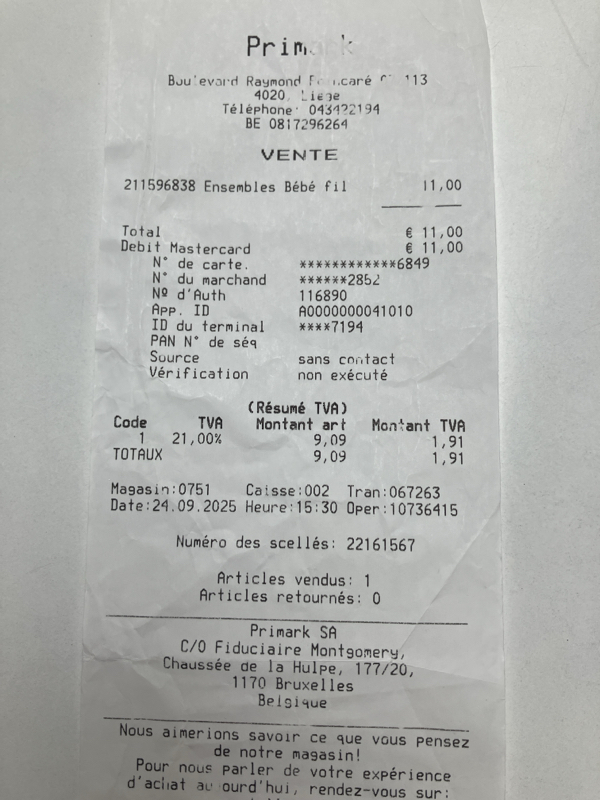 Primark
Boulevard Raymond 113
4020, Liege
Téléphone: 043422194
BE 0817296264
VENTE
211596838 Ensembles Bébé fil 11,00
Total € 11,00
Debit Mastercard € 11,00
N° de carte. ************6849
N° du marchand ******2852
Nº d'Auth 116890
App. ID A0000000041010
ID du terminal ****7194
PAN N° de séq
Source sans contact
Vérification non exécuté
(Résumé TVA)
Code TVA Montant art Montant TVA
1 21,00% 9,09 1,91
TOTAUX 9,09 1,91
Magasin:0751 Caisse:002 Tran:067263
Date:24.09.2025 Heure:15:30 Oper:10736415
Numéro des scellés: 22161567
Articles vendus: 1
Articles retournés: 0
Primark SA
C/O Fiduciaire Montgomery,
Chaussée de la Hulpe, 177/20,
1170 Bruxelles
Belgique
Nous aimerions savoir ce que vous pensez
de notre magasin!
Pour nous parler de votre expérience
d'achat aujourd'hui, rendez-vous sur: